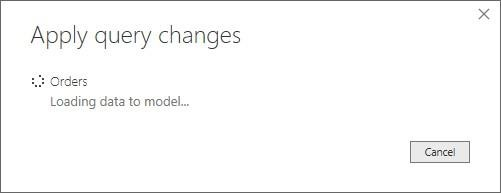 Apply query changes
Orders
Loading data to model...
Cancel